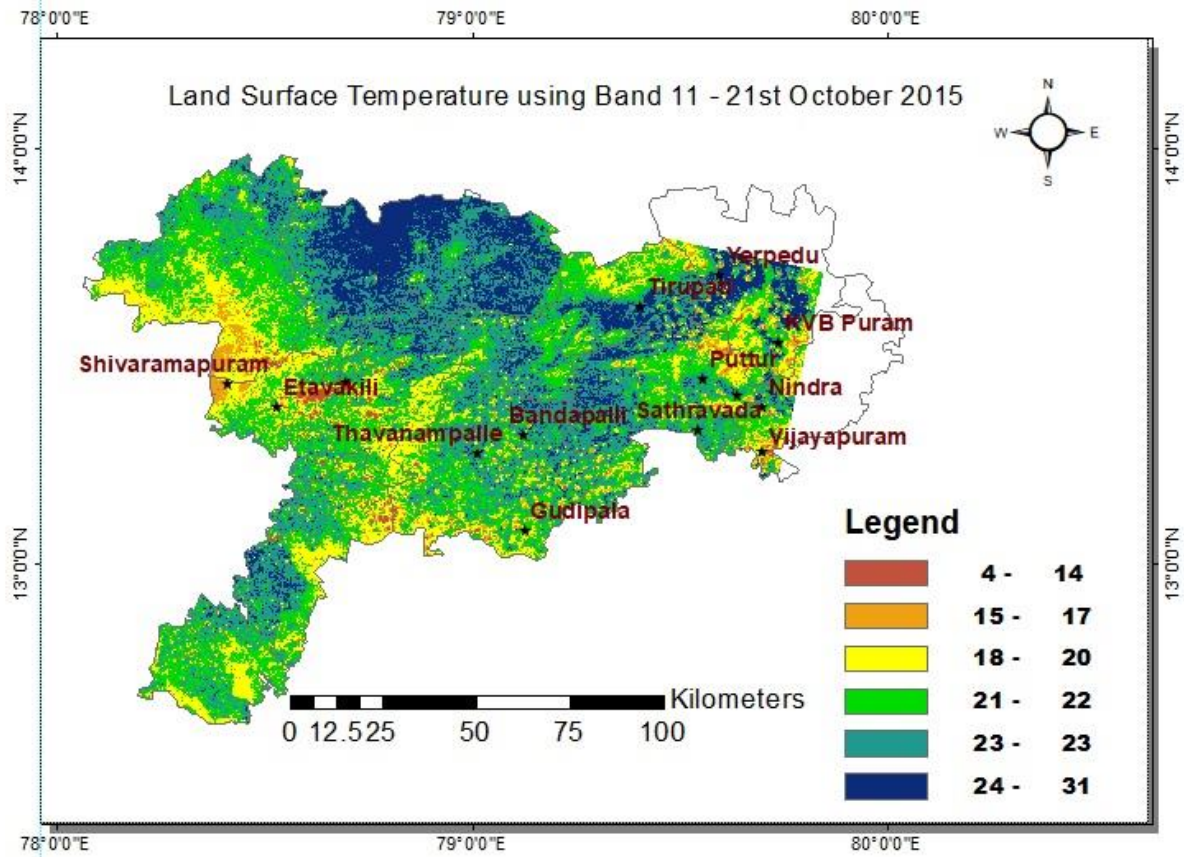 78°0'0"E 79°0'0"E 80°0'0"E
Land Surface Temperature using Band 11 - 21st October 2015
N
W E
S
14°0'0"N 14°0'0"N
Yerpedu
Tirupati
KVB Puram
Shivaramapuram
Puttur
Etavakili
Nindra
Bandapalli
Sathravada
Thavanampalle
Vijayapuram
Gudipala
Legend
4 - 14
15 - 17
18 - 20
21 - 22
23 - 23
24 - 31
13°0'0"N 13°0'0"N
Kilometers
0 12.525 50 75 100
78°0'0"E 79°0'0"E 80°0'0"E